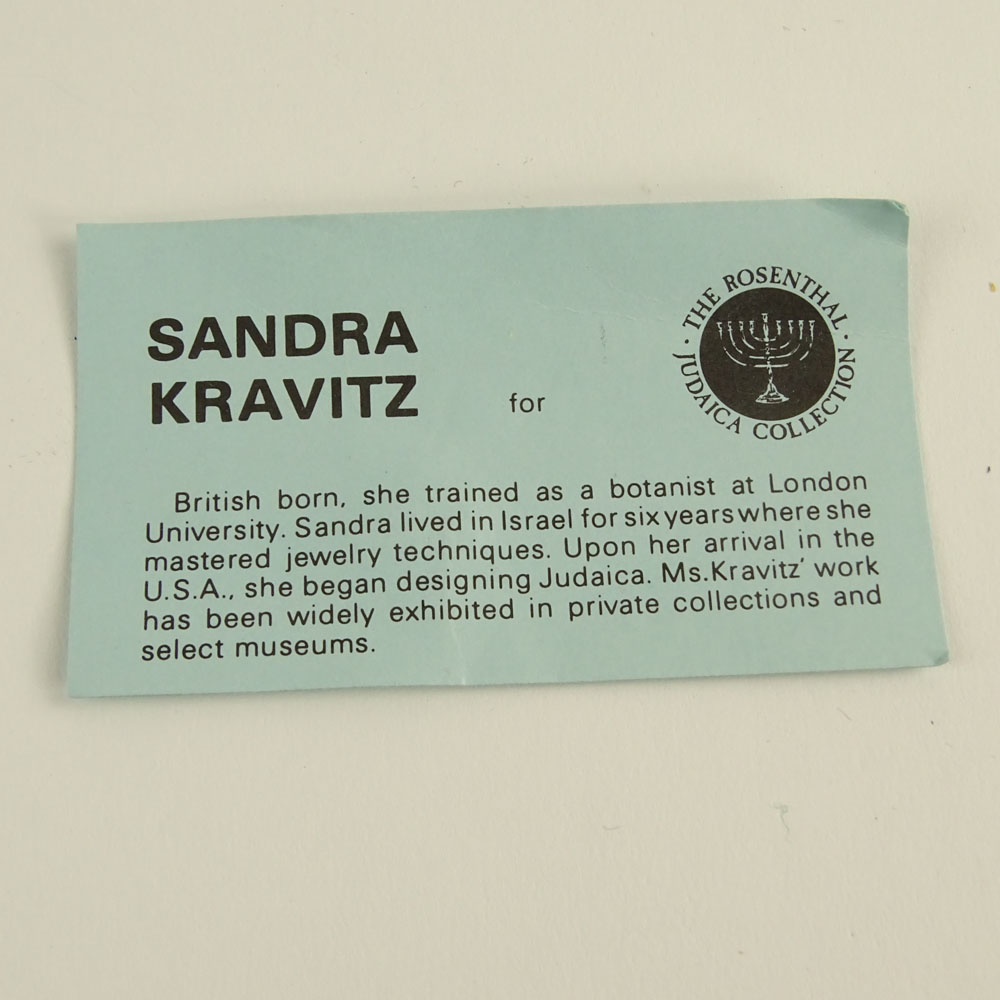 SANDRA
KRAVITZ
for
· THE ROSENTHAL ·
JUDAICA COLLECTION
British born, she trained as a botanist at London
University. Sandra lived in Israel for six years where she
mastered jewelry techniques. Upon her arrival in the
U.S.A., she began designing Judaica. Ms.Kravitz' work
has been widely exhibited in private collections and
select museums.